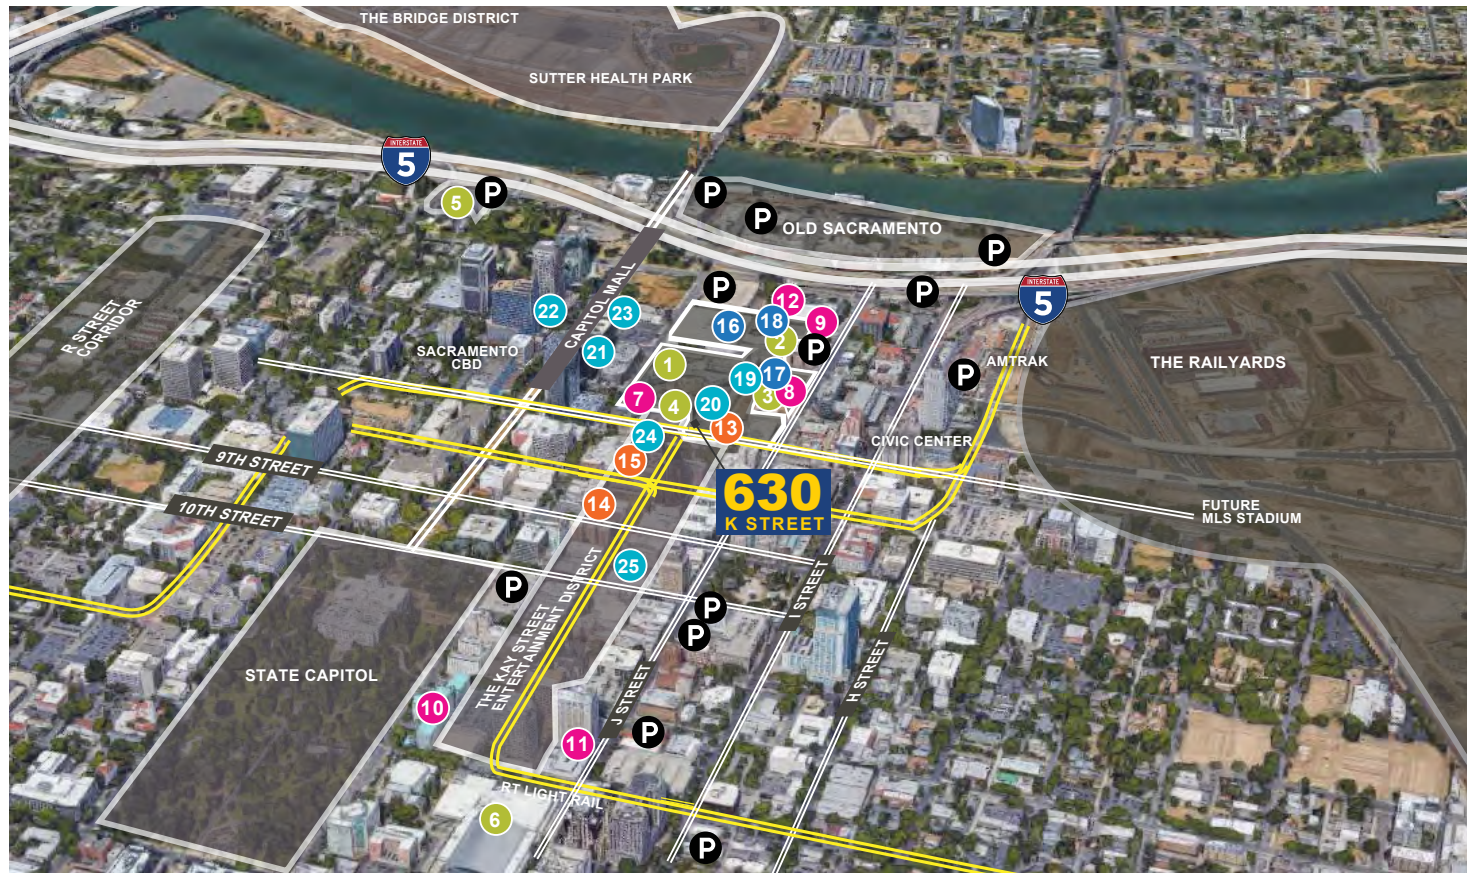 THE BRIDGE DISTRICT
SUTTER HEALTH PARK
INTERSTATE
5
P
5
P
P
P
OLD SACRAMENTO
P
R STREET
CORRIDOR
CAPITOL MALL
P
P
INTERSTATE
5
12
22
23
16
18
9
2
P
21
SACRAMENTO
CBD
1
19
17
P
AMTRAK
THE RAILYARDS
7
4
20
3
8
13
24
15
CIVIC CENTER
9TH STREET
10TH STREET
14
630
K STREET
FUTURE
MLS STADIUM
25
P
P
P
I STREET
THE KAY STREET
ENTERTAINMENT DISTRICT
H STREET
STATE CAPITOL
J STREET
10
11
P
RT LIGHT RAIL
6
P